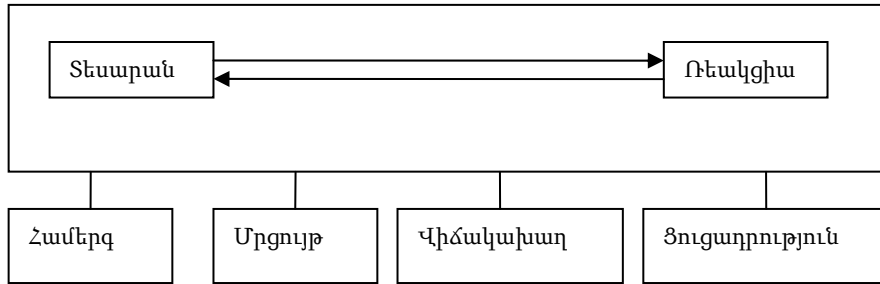 Տեսարան
Ռեակցիա
Համերգ
Մրցույթ
Վիճակախաղ
Ցուցադրություն